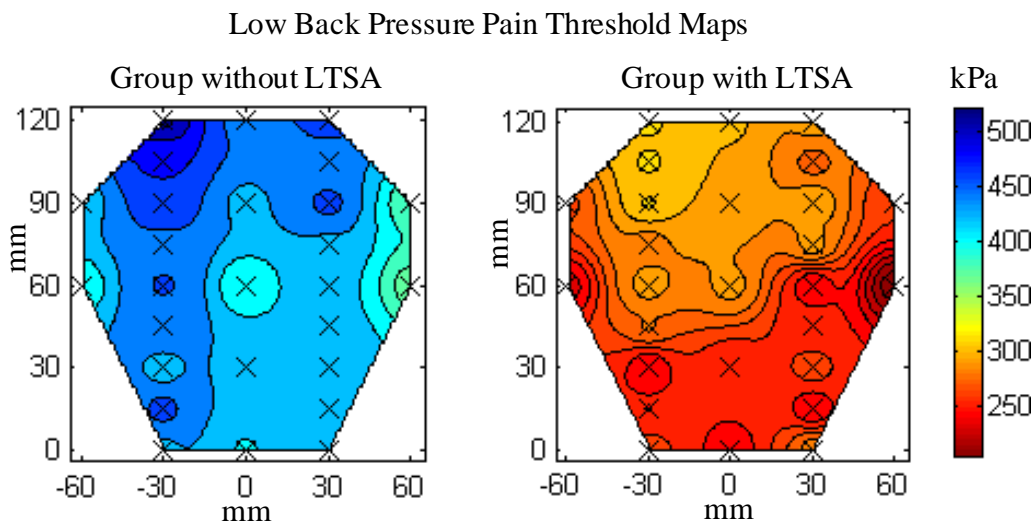 Low Back Pressure Pain Threshold Maps
Group without LTSA
Group with LTSA
kPa
120
90
60
30
0
mm
-60 -30 0 30 60
mm
120
90
60
30
0
mm
-60 -30 0 30 60
mm
500
450
400
350
300
250